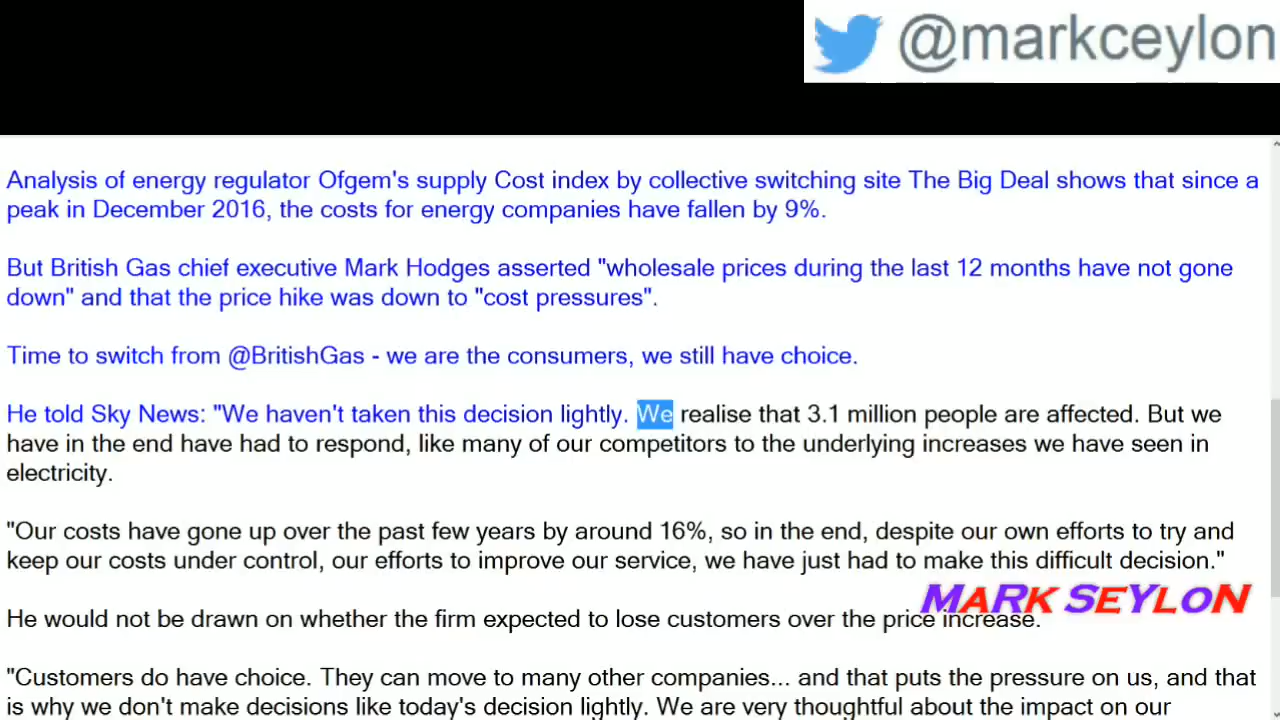 @markceylon
Analysis of energy regulator Ofgem's supply Cost index by collective switching site The Big Deal shows that since a
peak in December 2016, the costs for energy companies have fallen by 9%.
But British Gas chief executive Mark Hodges asserted "wholesale prices during the last 12 months have not gone
down" and that the price hike was down to "cost pressures".
Time to switch from @BritishGas - we are the consumers, we still have choice.
He told Sky News: "We haven't taken this decision lightly. We realise that 3.1 million people are affected. But we
have in the end have had to respond, like many of our competitors to the underlying increases we have seen in
electricity.
"Our costs have gone up over the past few years by around 16%, so in the end, despite our own efforts to try and
keep our costs under control, our efforts to improve our service, we have just had to make this difficult decision."
MARK SEYLON
He would not be drawn on whether the firm expected to lose customers over the price increase.
"Customers do have choice. They can move to many other companies... and that puts the pressure on us, and that
is why we don't make decisions like today's decision lightly. We are very thoughtful about the impact on our